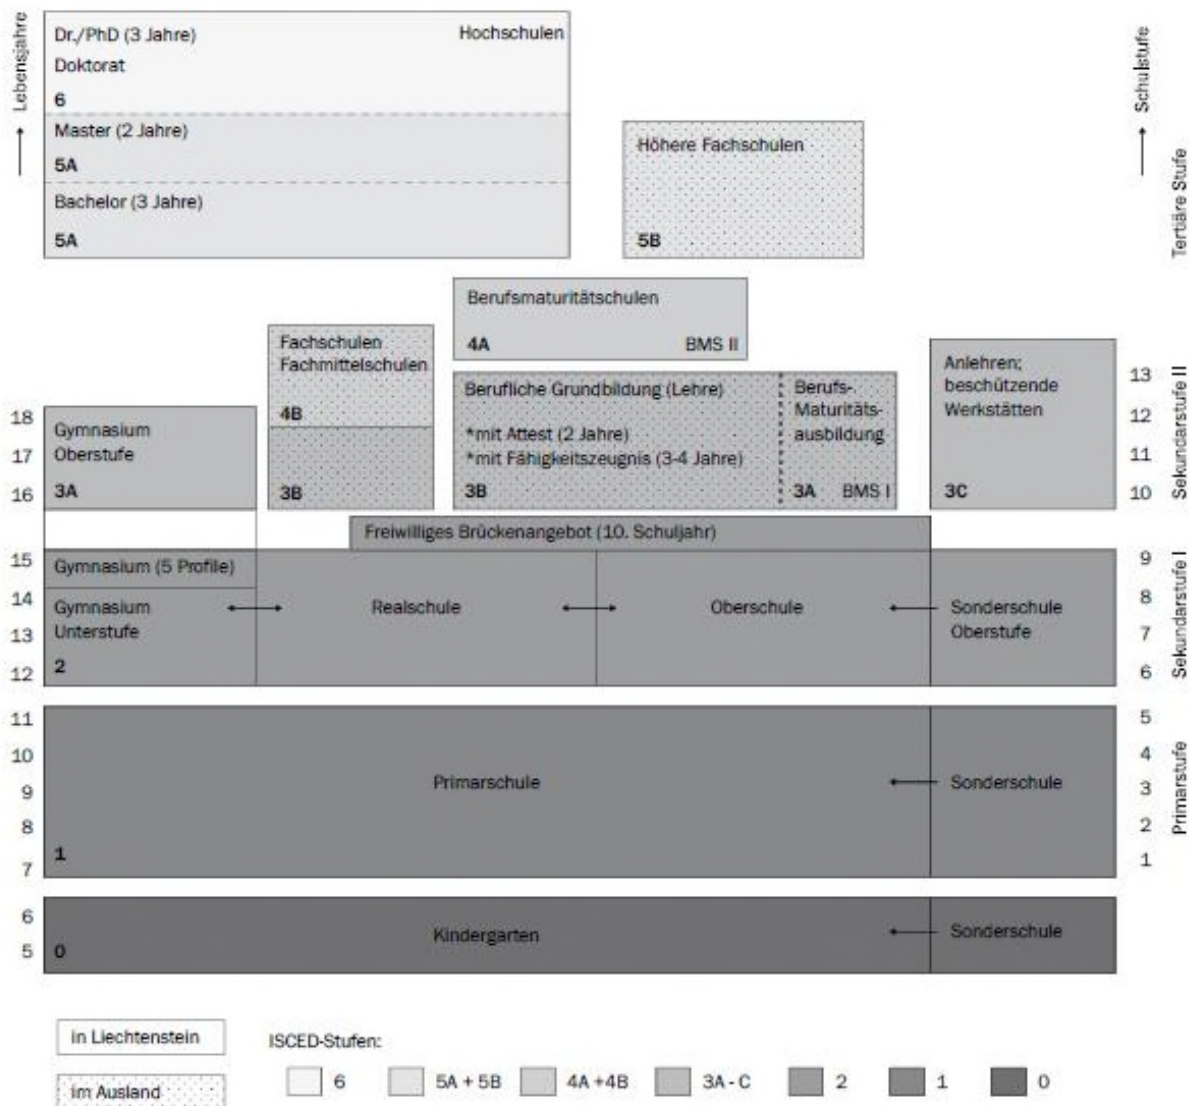 Lebensjahre
Dr./PhD (3 Jahre)
Hochschulen
Doktorat
6
Master (2 Jahre)
5A
Bachelor (3 Jahre)
5A
Höhere Fachschulen
5B
Schulstufe
Tertiäre Stufe
Berufsmaturitätschulen
4A
BMS II
Fachschulen
Fachmittelschulen
4B
3B
Berufliche Grundbildung (Lehre)
*mit Attest (2 Jahre)
*mit Fähigkeitszeugnis (3-4 Jahre)
3B
Berufs-
Maturitäts-
ausbildung
3A
BMS I
Anlehren;
beschützende
Werkstätten
3C
13
12
11
10
Sekundarstufe II
18
17
16
Gymnasium
Oberstufe
3A
Freiwilliges Brückenangebot (10. Schuljahr)
15
14
13
12
Gymnasium (5 Profile)
Gymnasium
Unterstufe
2
Realschule
Oberschule
Sonderschule
Oberstufe
9
8
7
6
Sekundarstufe I
11
10
9
8
7
Primarschule
1
Sonderschule
5
4
3
2
1
Primarstufe
6
5
0
Kindergarten
Sonderschule
in Liechtenstein
im Ausland
ISCED-Stufen:
6
5A + 5B
4A +4B
3A - C
2
1
0